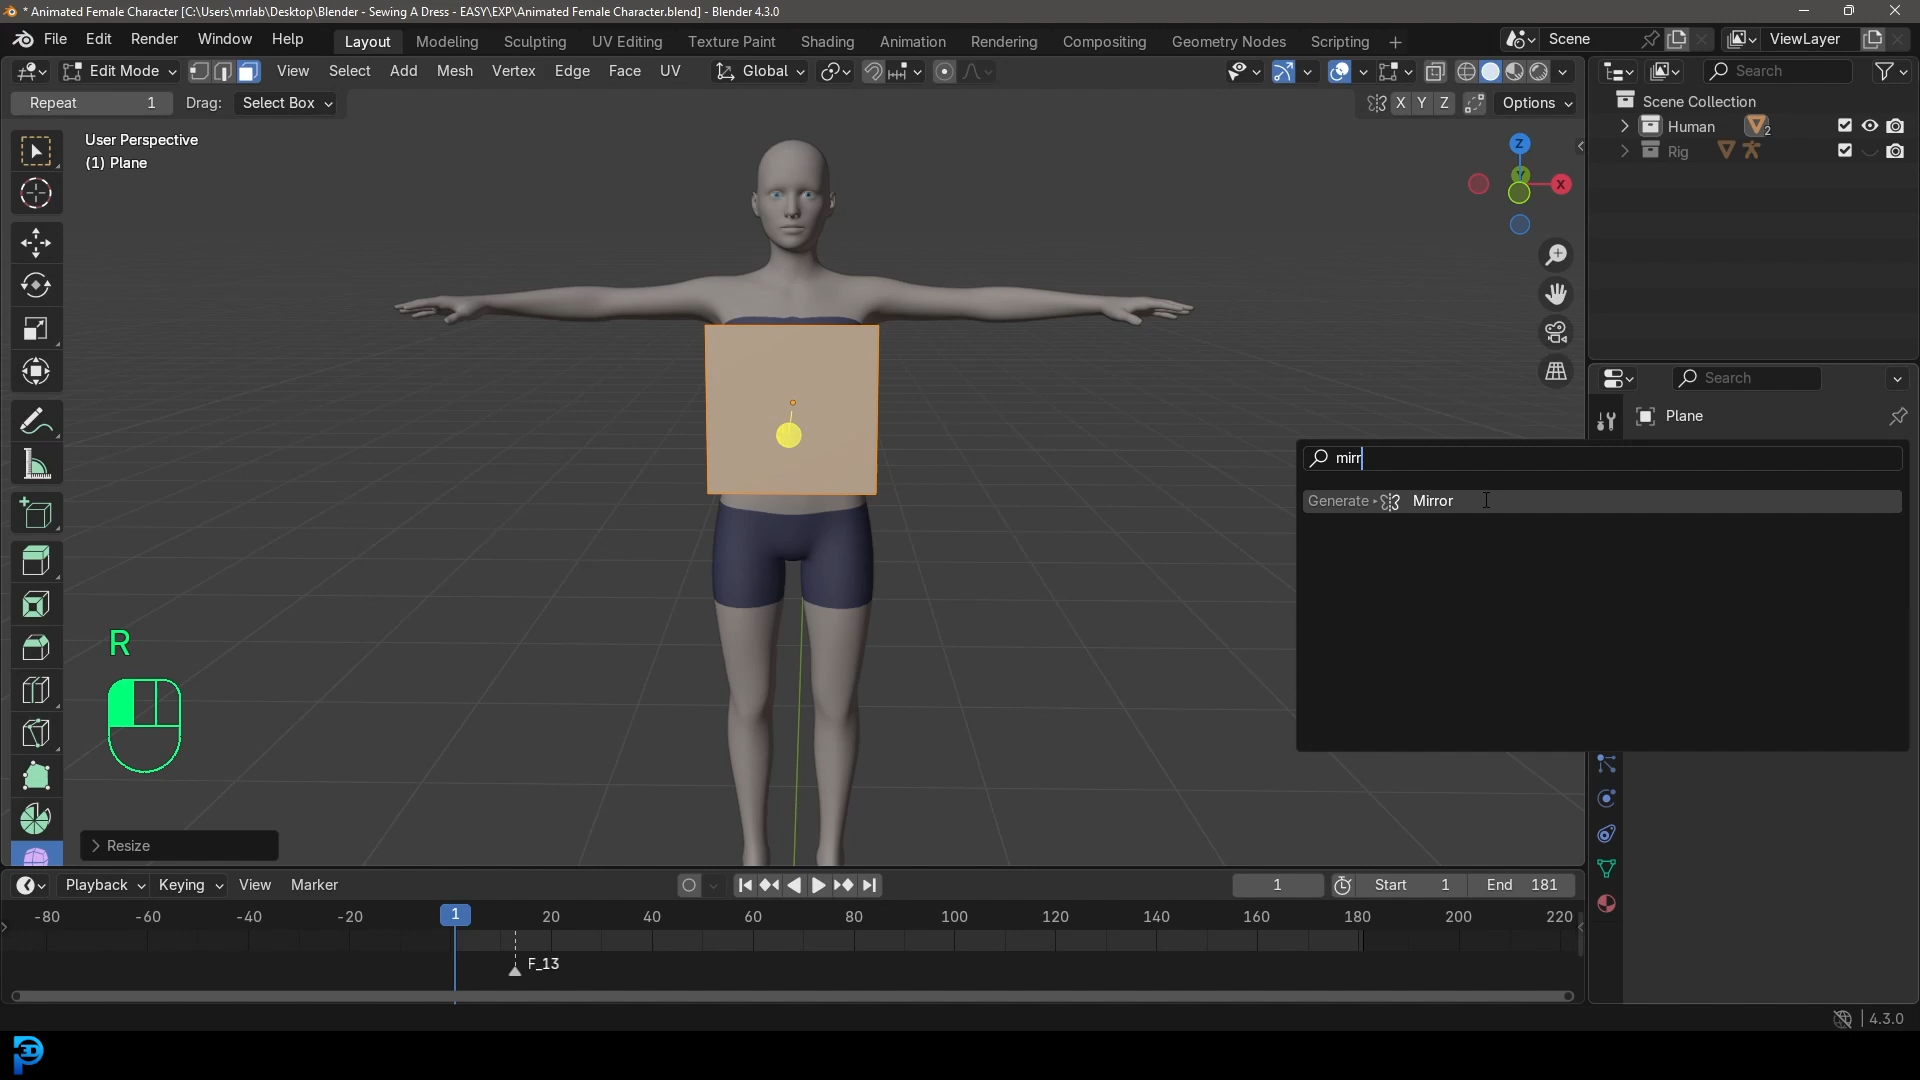 * Animated Female Character [C:\Users\mrlab\Desktop\Blender - Sewing A Dress - EASY\EXP\Animated Female Character.blend] - Blender 4.3.0
File Edit Render Window Help Layout Modeling Sculpting UV Editing Texture Paint Shading Animation Rendering Compositing Geometry Nodes Scripting + Scene ViewLayer
Edit Mode View Select Add Mesh Vertex Edge Face UV Global Search
Repeat 1 Drag: Select Box X Y Z Options Scene Collection
User Perspective
(1) Plane
Human 2
Rig
Z
Y
X
Search
Plane
mirr
Generate Mirror
R
Resize
Playback Keying View Marker 1 Start 1 End 181
-80 -60 -40 -20 1 20 40 60 80 100 120 140 160 180 200 220
F_13
4.3.0